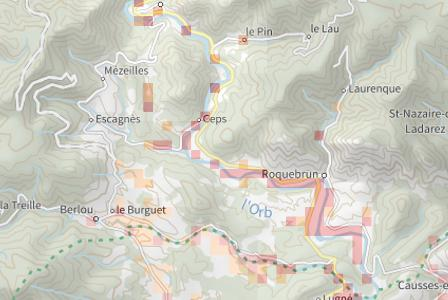 le Pin
le Lau
Mézeilles
Laurenque
Escagnès
Ceps
St-Nazaire-d
Ladarez
Roquebrun
la Treille
Berlou
le Burguet
l'Orb
Causses-e
Lugné